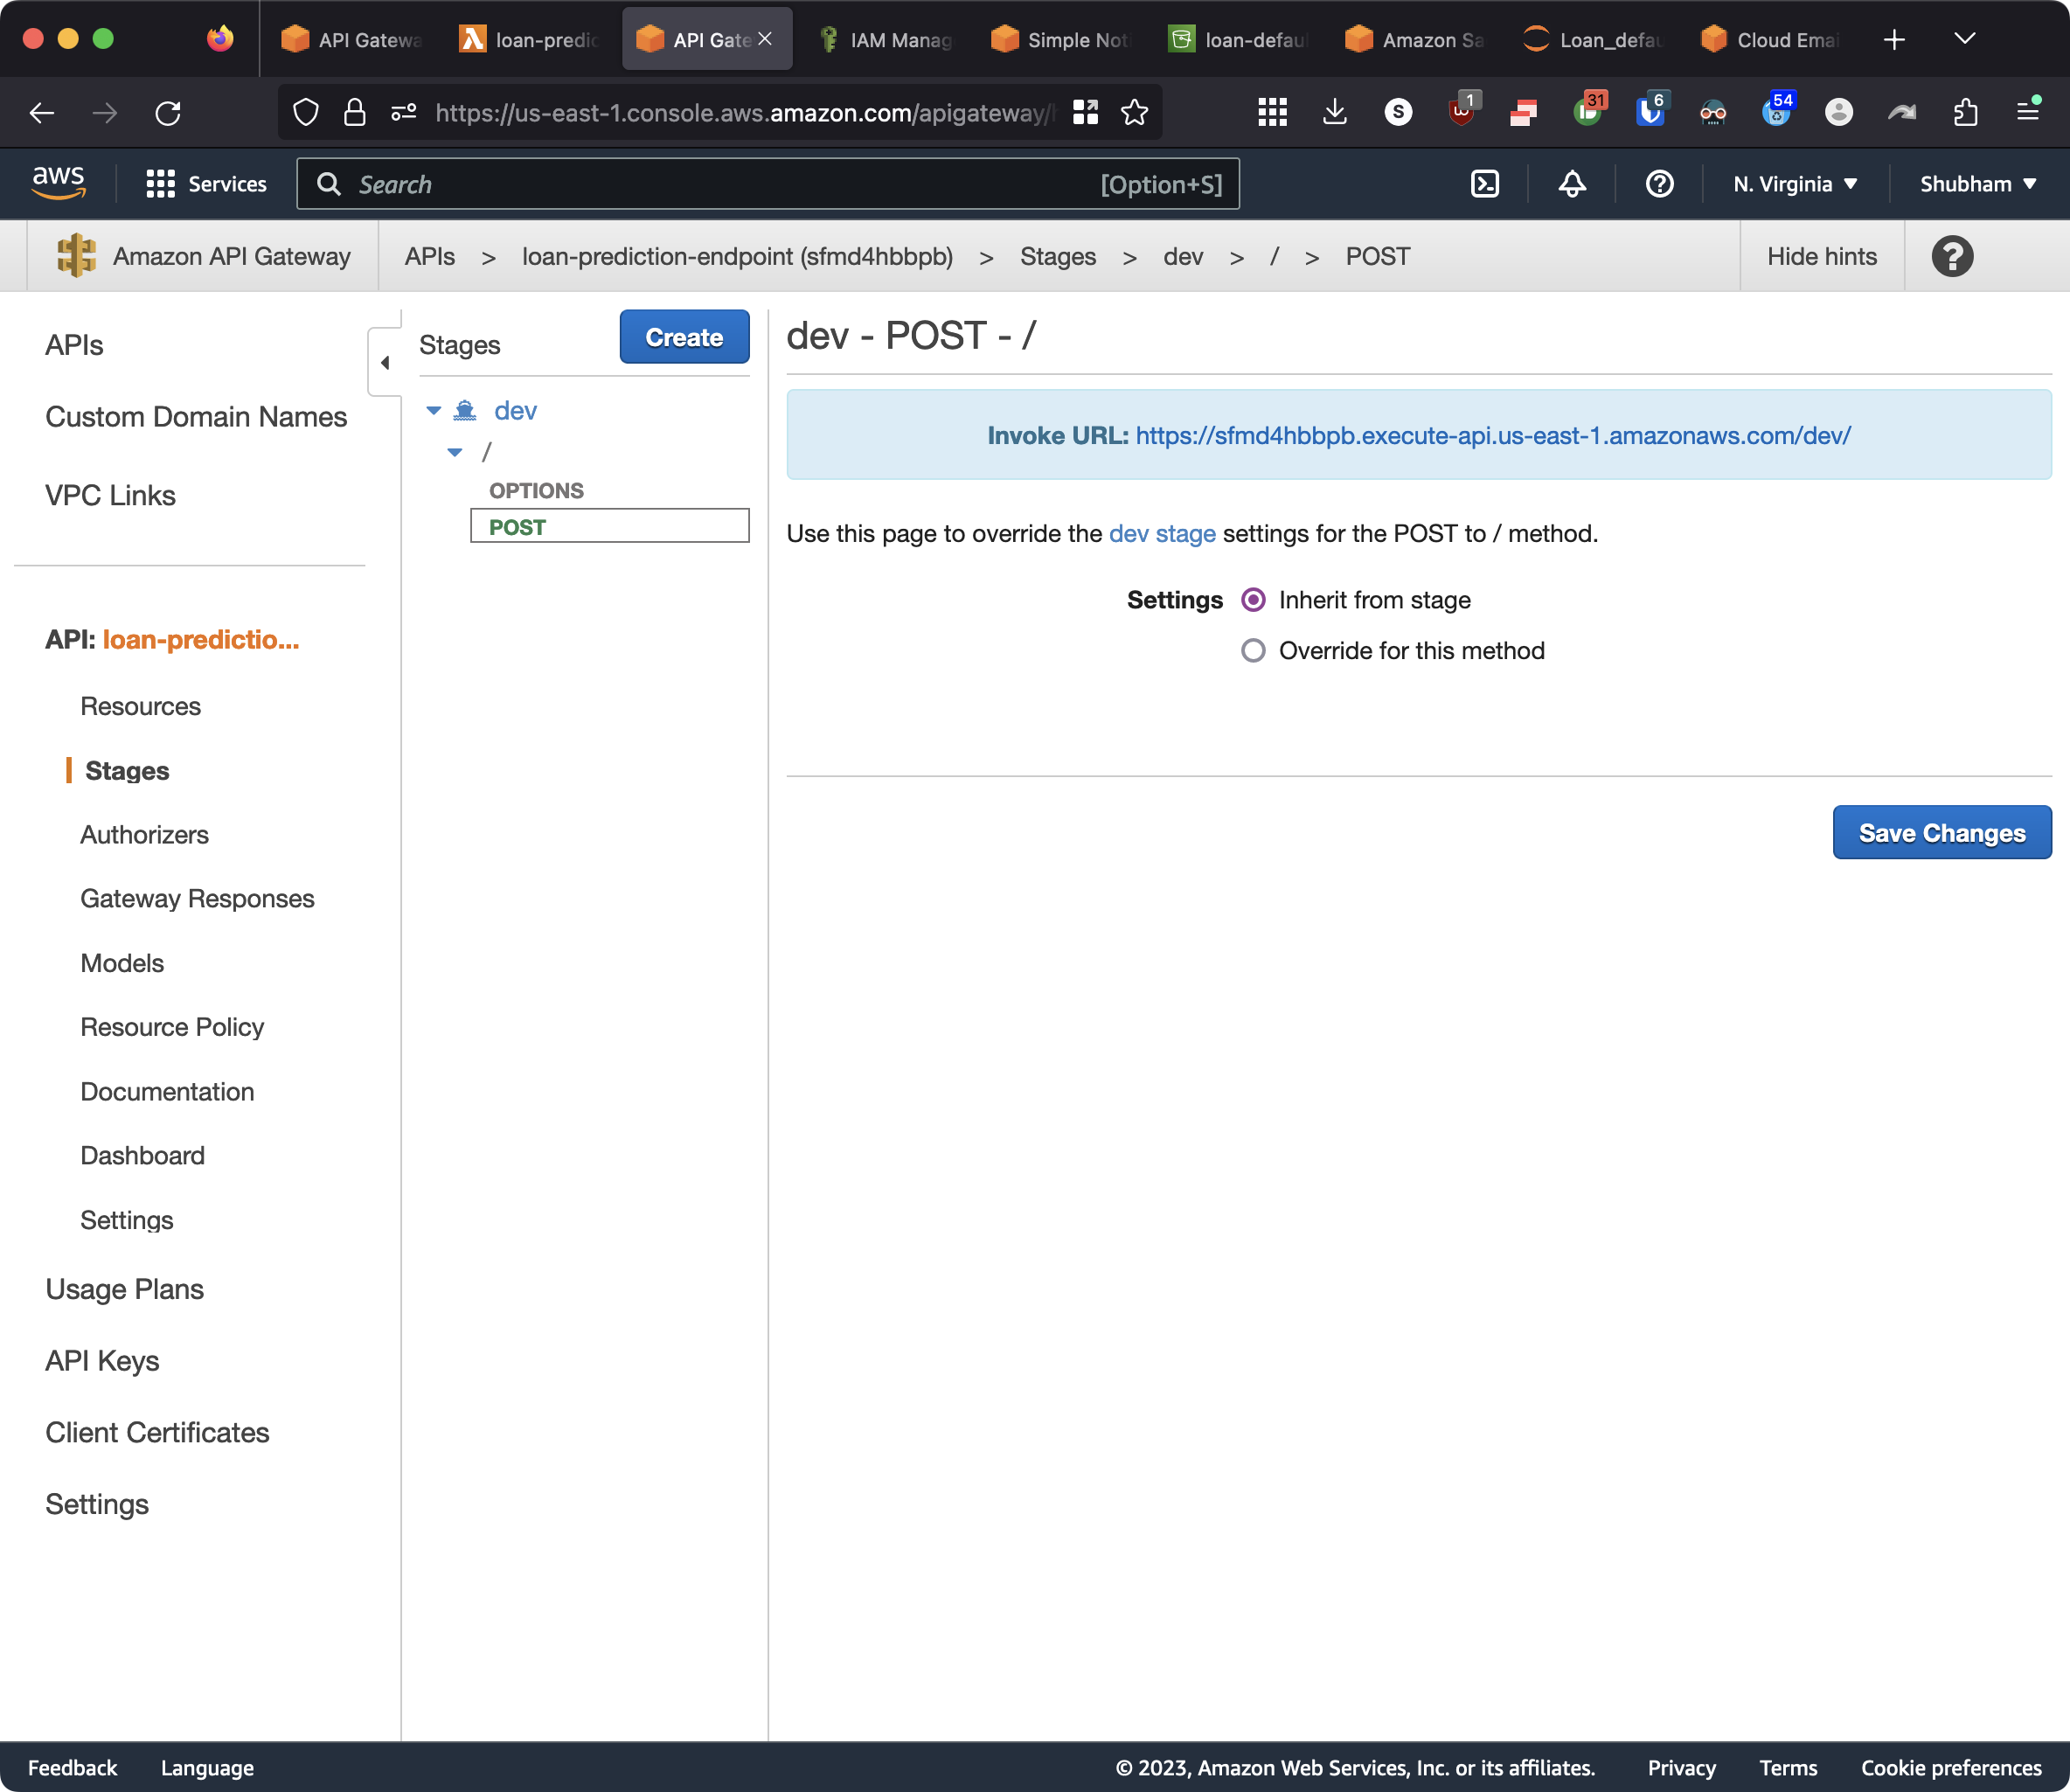 API Gatewa
loan-predic
API Gate
IAM Manag
Simple Not
loan-defau
Amazon Sa
Loan_defau
Cloud Emai
https://us-east-1.console.aws.amazon.com/apigateway/
S
1
31
6
54
aws
Services
Search
[Option+S]
N. Virginia
Shubham
Amazon API Gateway
APIs > loan-prediction-endpoint (sfmd4hbbpb) > Stages > dev > / > POST
Hide hints
APIs
Custom Domain Names
VPC Links
API: loan-predictio...
Resources
Stages
Authorizers
Gateway Responses
Models
Resource Policy
Documentation
Dashboard
Settings
Usage Plans
API Keys
Client Certificates
Settings
Stages
Create
dev
/
OPTIONS
POST
dev - POST - /
Invoke URL: https://sfmd4hbbpb.execute-api.us-east-1.amazonaws.com/dev/
Use this page to override the dev stage settings for the POST to / method.
Settings
Inherit from stage
Override for this method
Save Changes
Feedback
Language
© 2023, Amazon Web Services, Inc. or its affiliates.
Privacy
Terms
Cookie preferences